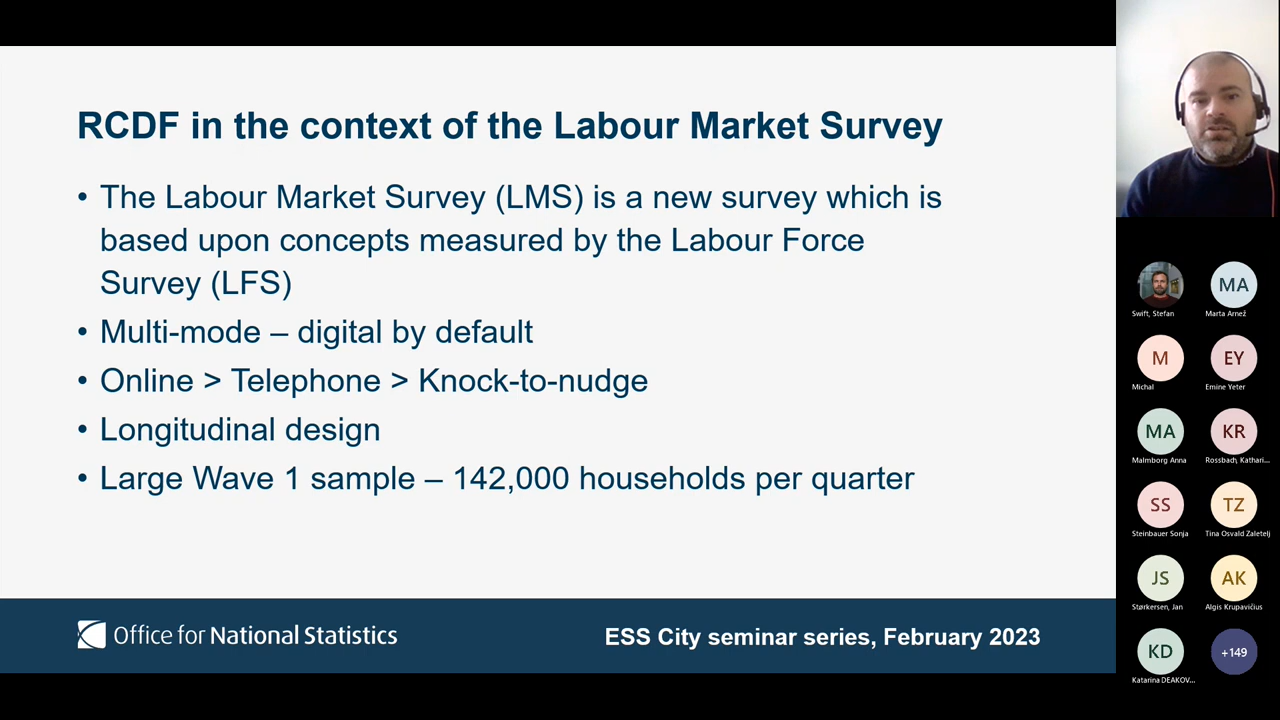 RCDF in the context of the Labour Market Survey
• The Labour Market Survey (LMS) is a new survey which is
based upon concepts measured by the Labour Force
Survey (LFS)
• Multi-mode – digital by default
• Online > Telephone > Knock-to-nudge
• Longitudinal design
• Large Wave 1 sample – 142,000 households per quarter
Office for National Statistics
ESS City seminar series, February 2023
Swift, Stefan
MA
Marta Arnež
M
Michal
EY
Emine Yeter
MA
Malmborg Anna
KR
Rossbach, Kathari...
SS
Steinbauer Sonja
TZ
Tina Osvald Zaletelj
JS
Størkersen, Jan
AK
Algis Krupavičius
KD
Katarina DEAKOV...
+149